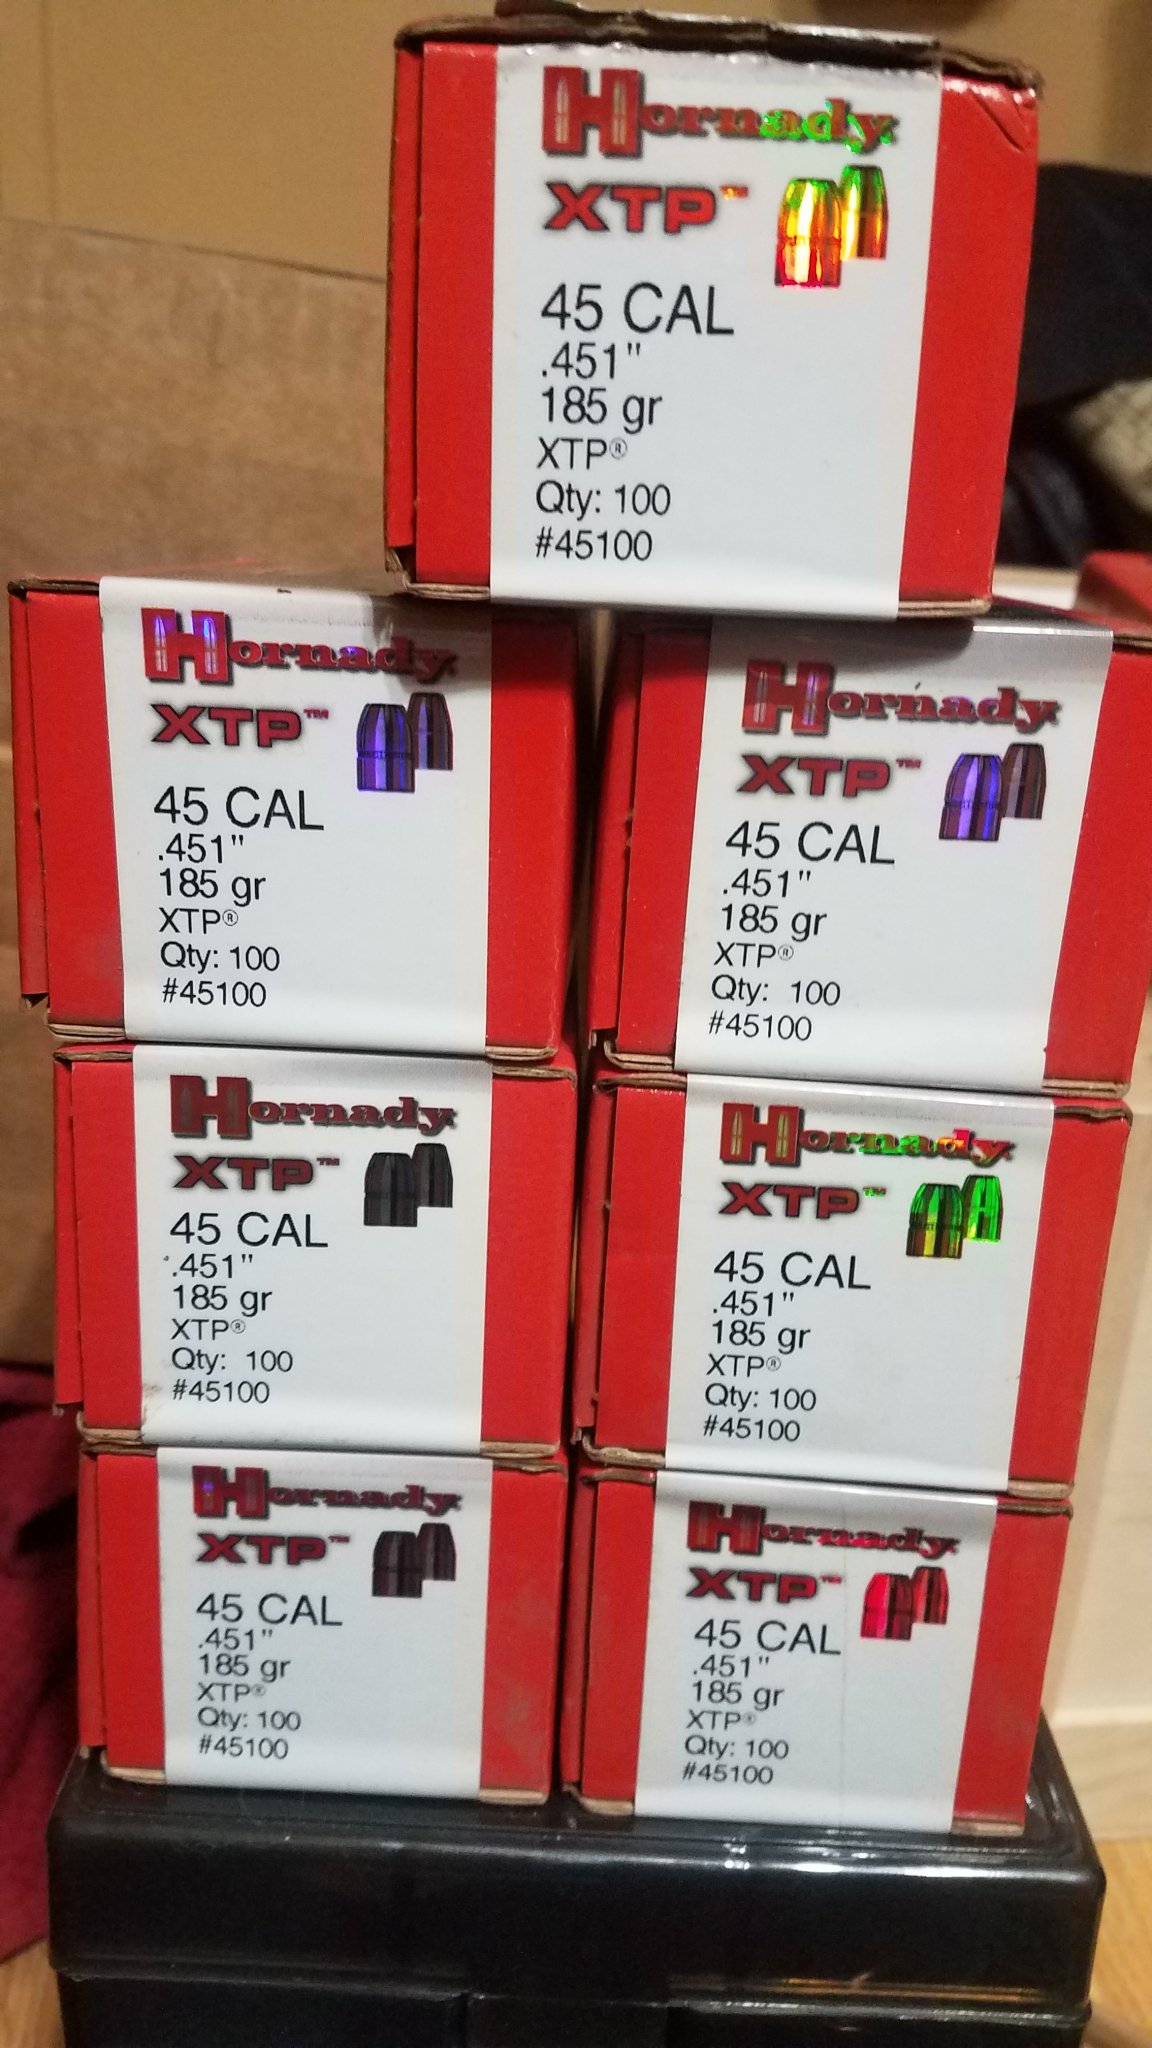 Hornady
XTP™
45 CAL
.451"
185 gr
XTP®
Qty: 100
#45100
Hornady
XTP™
45 CAL
.451"
185 gr
XTP®
Qty: 100
#45100
Hornady
XTP™
45 CAL
.451"
185 gr
XTP®
Qty: 100
#45100
Hornady
XTP™
45 CAL
.451"
185 gr
XTP®
Qty: 100
#45100
Hornady
XTP™
45 CAL
.451"
185 gr
XTP®
Qty: 100
#45100
Hornady
XTP™
45 CAL
.451"
185 gr
XTP®
Qty: 100
#45100
Hornady
XTP™
45 CAL
.451"
185 gr
XTP®
Qty: 100
#45100